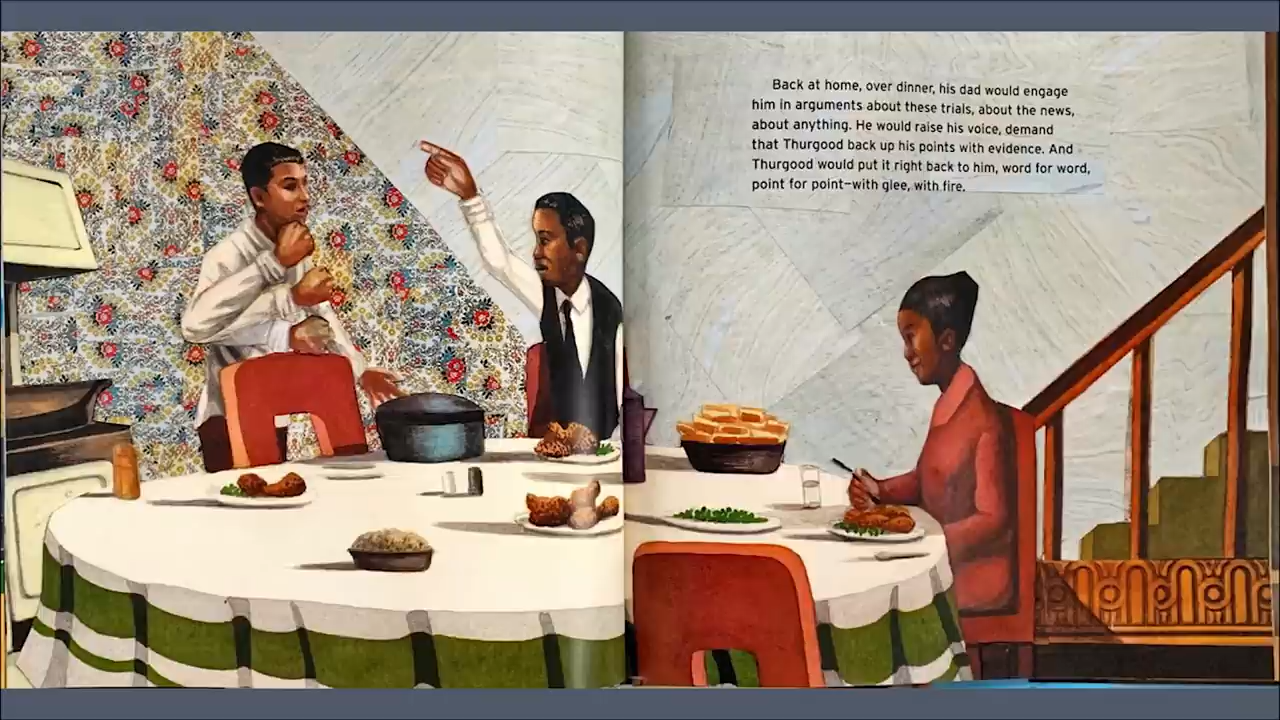 Back at home, over dinner, his dad would engage
him in arguments about these trials, about the news,
about anything. He would raise his voice, demand
that Thurgood back up his points with evidence. And
Thurgood would put it right back to him, word for word,
point for point—with glee, with fire.